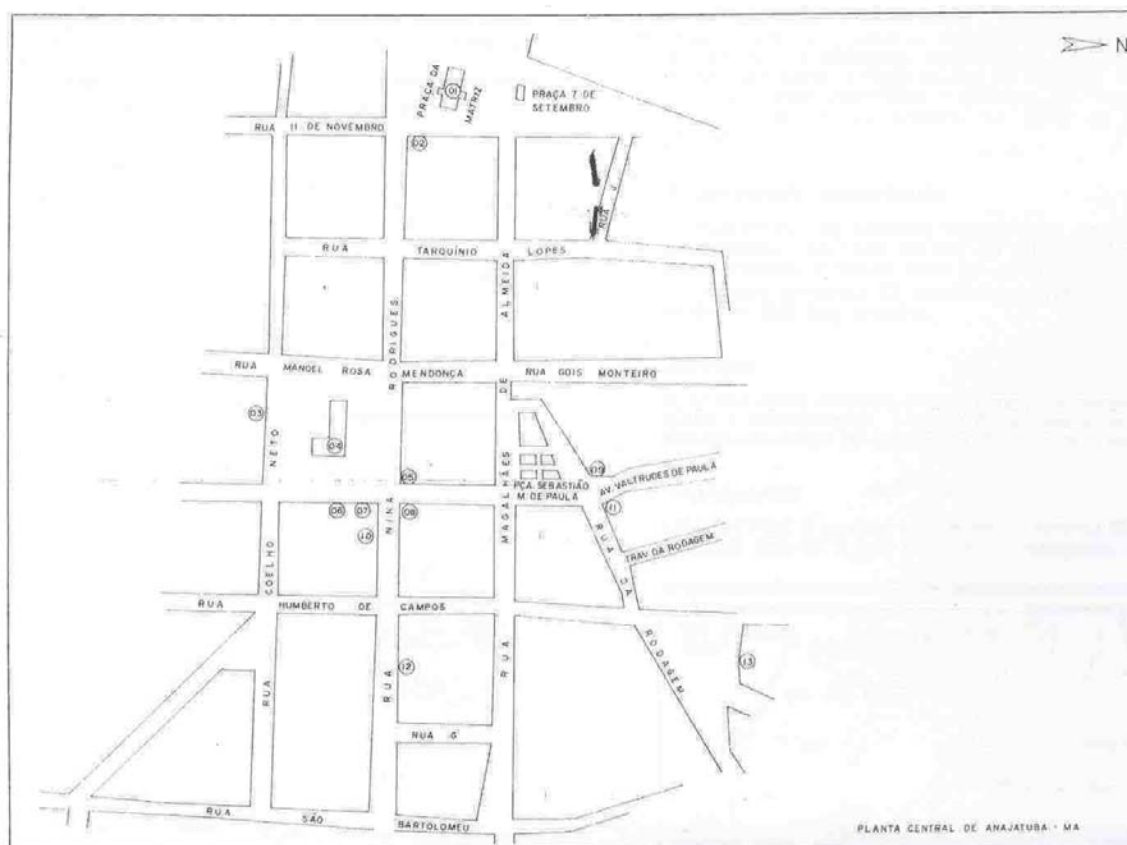 N
PRAÇA DA MATRIZ
01
PRAÇA 7 DE
SETEMBRO
RUA 11 DE NOVEMBRO
02
RUA J
RUA TARQUÍNIO LOPES
RUA MANOEL ROSA MENDONÇA
RUA GOIS MONTEIRO
03
04
05
09
PÇA. SEBASTIÃO
M. DE PAULA
AV. VALTRUDES DE PAULA
06
07
08
11
10
TRAV. DA RODAGEM
RUA DA RODAGEM
RUA HUMBERTO DE CAMPOS
12
13
RUA COELHO NETO
RUA NINA RODRIGUES
RUA MAGALHÃES DE ALMEIDA
RUA G
RUA SÃO BARTOLOMEU
PLANTA CENTRAL DE ANAJATUBA - MA